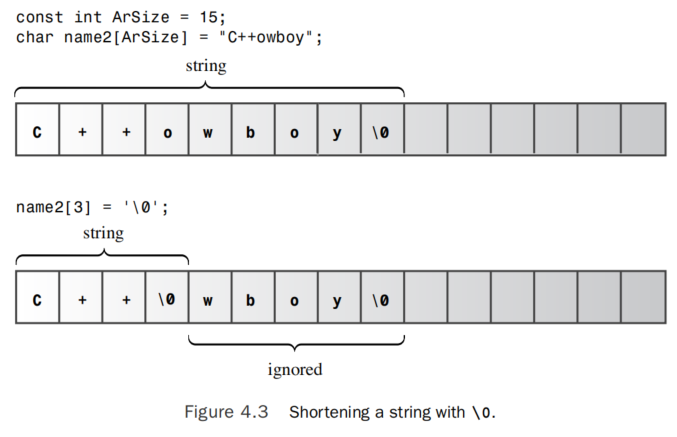 const int ArSize = 15;
char name2[ArSize] = "C++owboy";
string
C + + o w b o y \0
name2[3] = '\0';
string
C + + \0 w b o y \0
ignored
Figure 4.3 Shortening a string with \0.